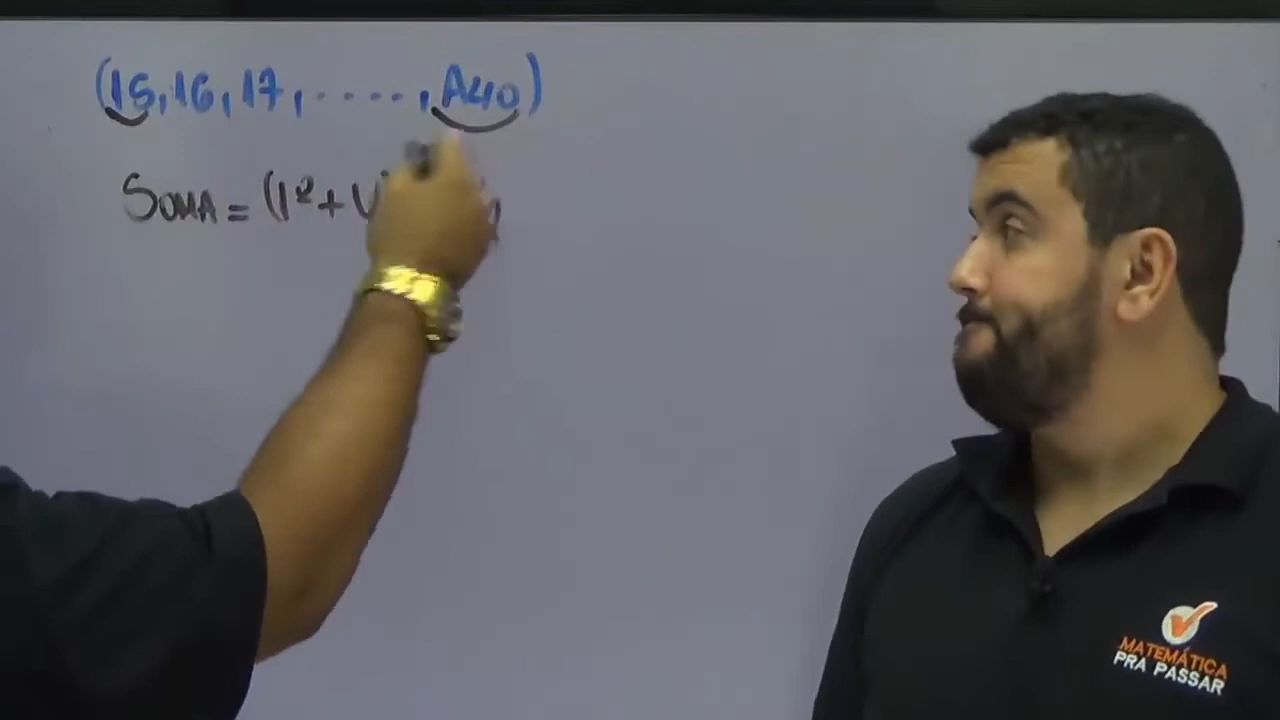 (15, 16, 17, ....., A40)
SOMA = (1º + Ú
MATEMÁTICA
PRA PASSAR